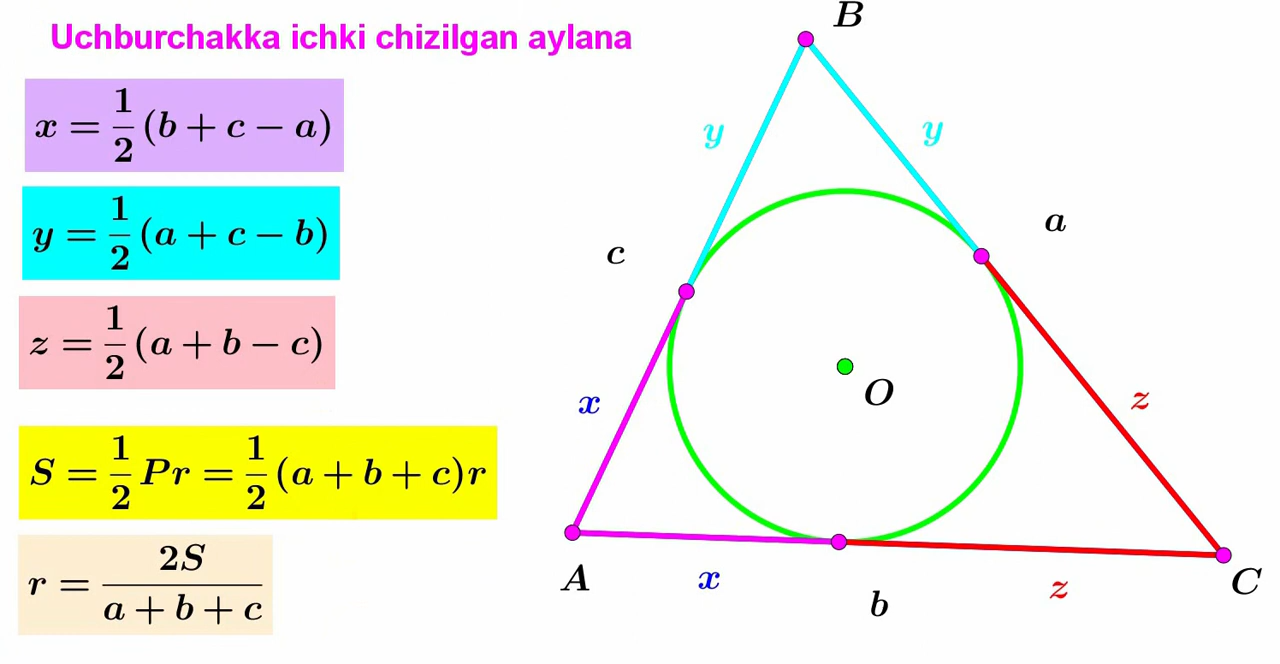 Uchburchakka ichki chizilgan aylana
x = 1/2 (b + c − a)
y = 1/2 (a + c − b)
z = 1/2 (a + b − c)
S = 1/2 Pr = 1/2 (a + b + c)r
r = 2S / (a + b + c)
B
y
y
a
c
O
x
z
A
x
b
z
C